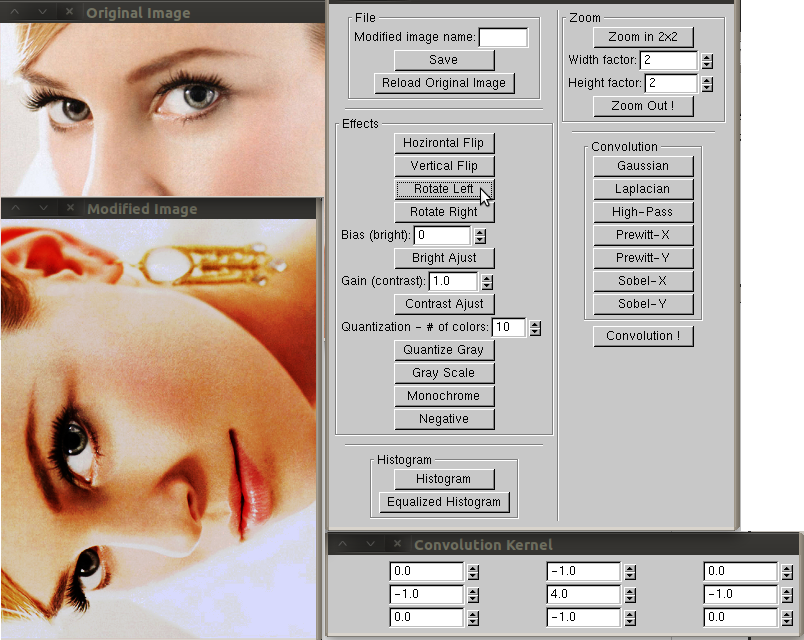 Original Image
File
Modified image name:
Save
Reload Original Image
Effects
Hozirontal Flip
Vertical Flip
Rotate Left
Rotate Right
Bias (bright): 0
Bright Ajust
Gain (contrast): 1.0
Contrast Ajust
Quantization - # of colors: 10
Quantize Gray
Gray Scale
Monochrome
Negative
Histogram
Histogram
Equalized Histogram
Zoom
Zoom in 2x2
Width factor: 2
Height factor: 2
Zoom Out !
Convolution
Gaussian
Laplacian
High-Pass
Prewitt-X
Prewitt-Y
Sobel-X
Sobel-Y
Convolution !
Modified Image
Convolution Kernel
0.0 -1.0 0.0
-1.0 4.0 -1.0
0.0 -1.0 0.0